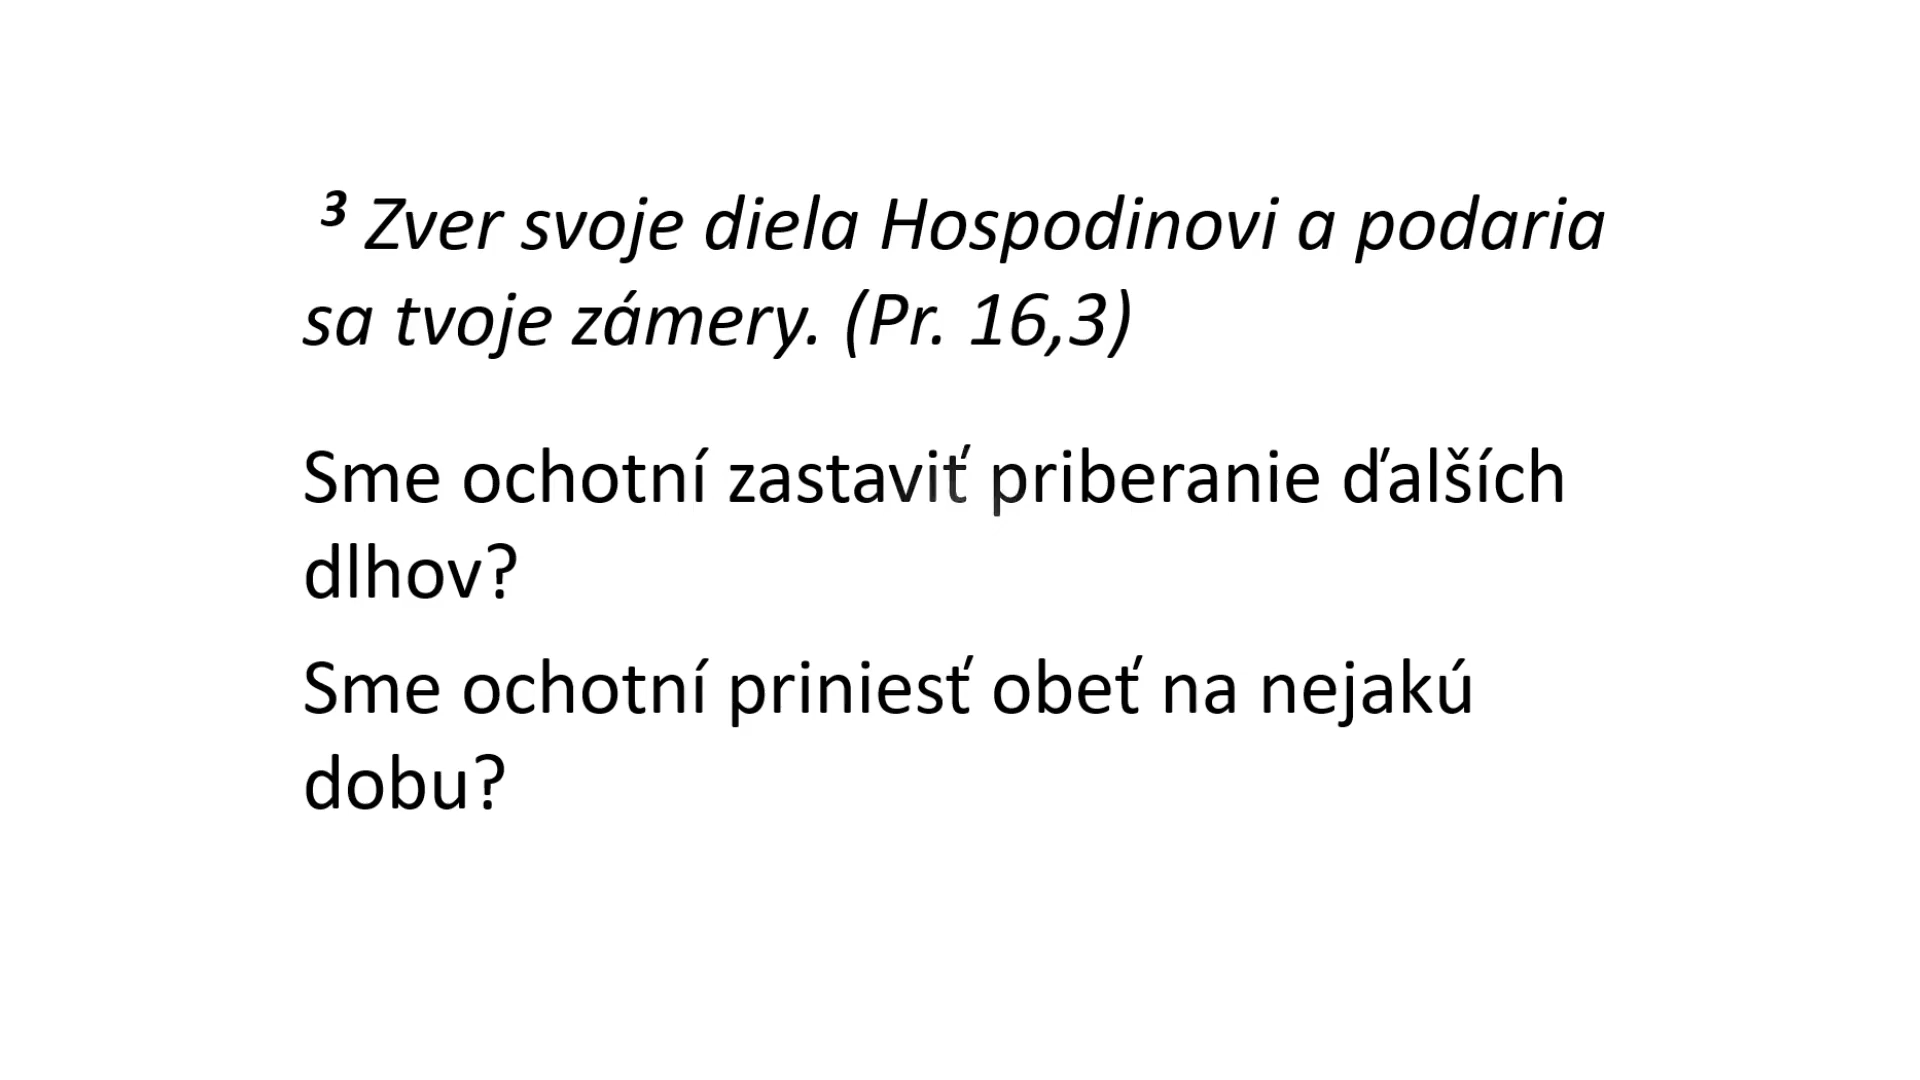 ³ Zver svoje diela Hospodinovi a podaria
sa tvoje zámery. (Pr. 16,3)
Sme ochotní zastaviť priberanie ďalších
dlhov?
Sme ochotní priniesť obeť na nejakú
dobu?